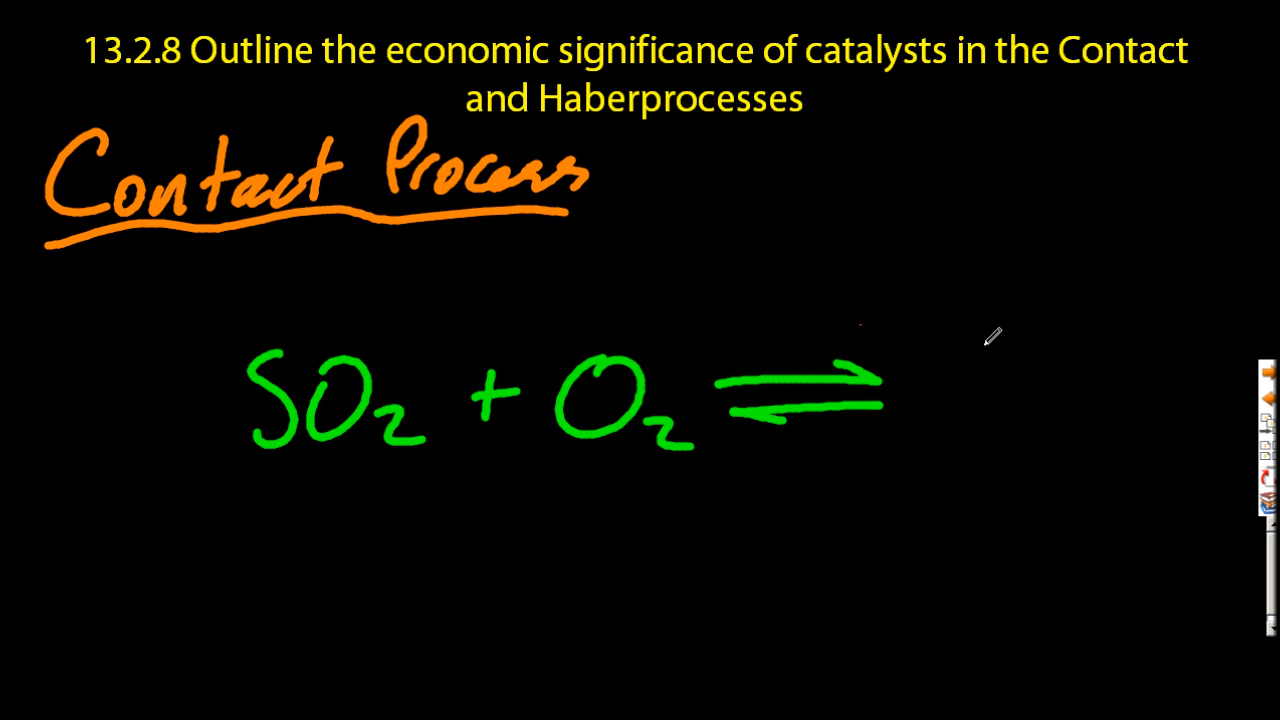 13.2.8 Outline the economic significance of catalysts in the Contact
and Haberprocesses
Contact Process
SO₂ + O₂ ⇌